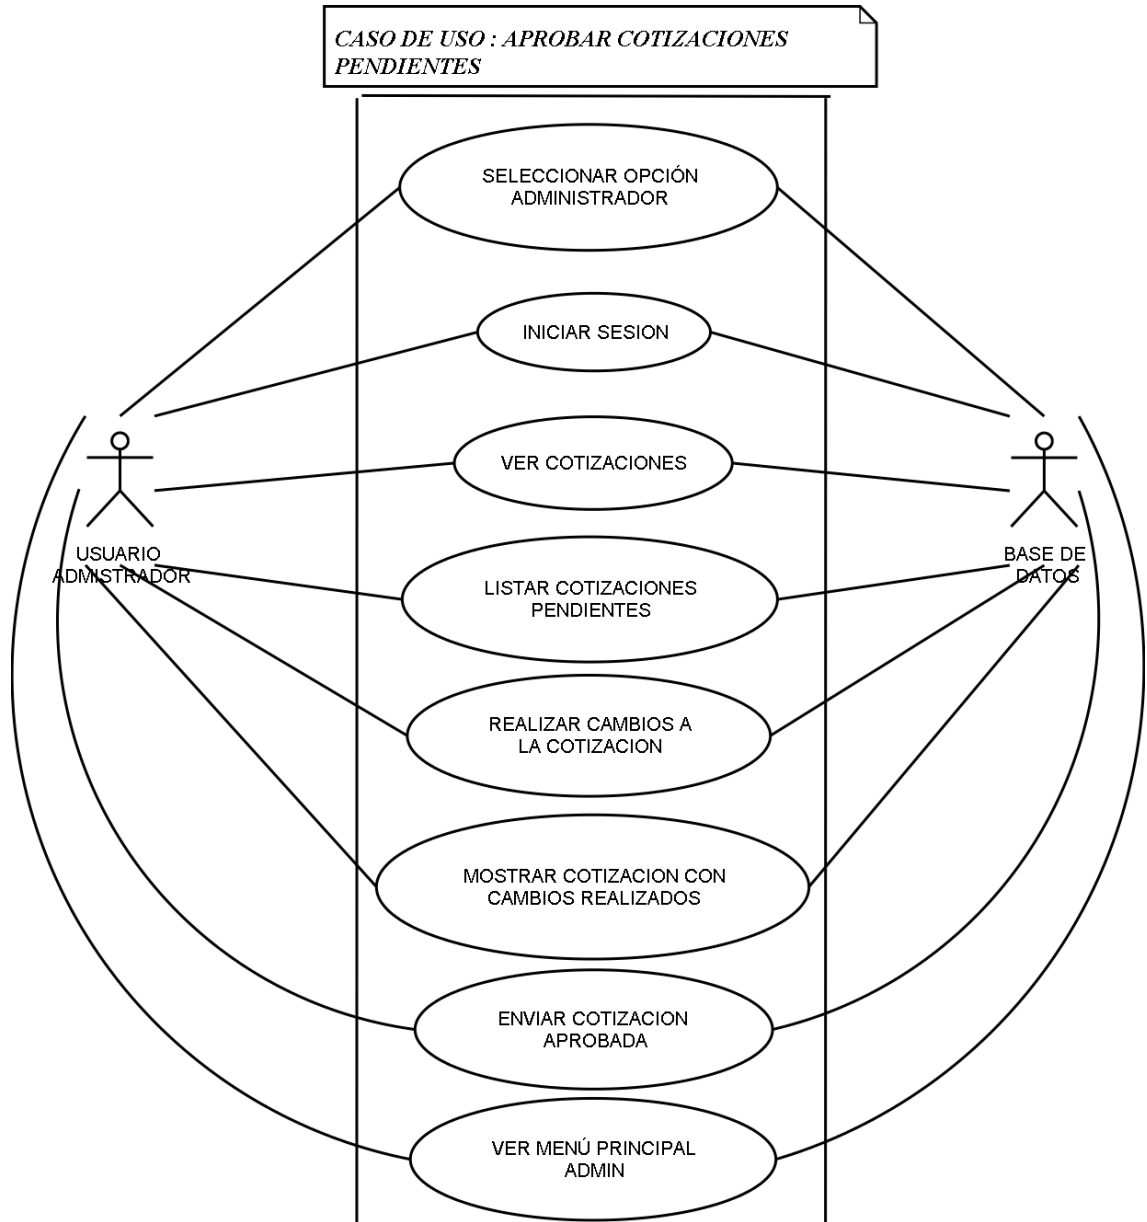 CASO DE USO : APROBAR COTIZACIONES
PENDIENTES
SELECCIONAR OPCIÓN
ADMINISTRADOR
INICIAR SESION
VER COTIZACIONES
USUARIO
ADMISTRADOR
BASE DE
DATOS
LISTAR COTIZACIONES
PENDIENTES
REALIZAR CAMBIOS A
LA COTIZACION
MOSTRAR COTIZACION CON
CAMBIOS REALIZADOS
ENVIAR COTIZACION
APROBADA
VER MENÚ PRINCIPAL
ADMIN